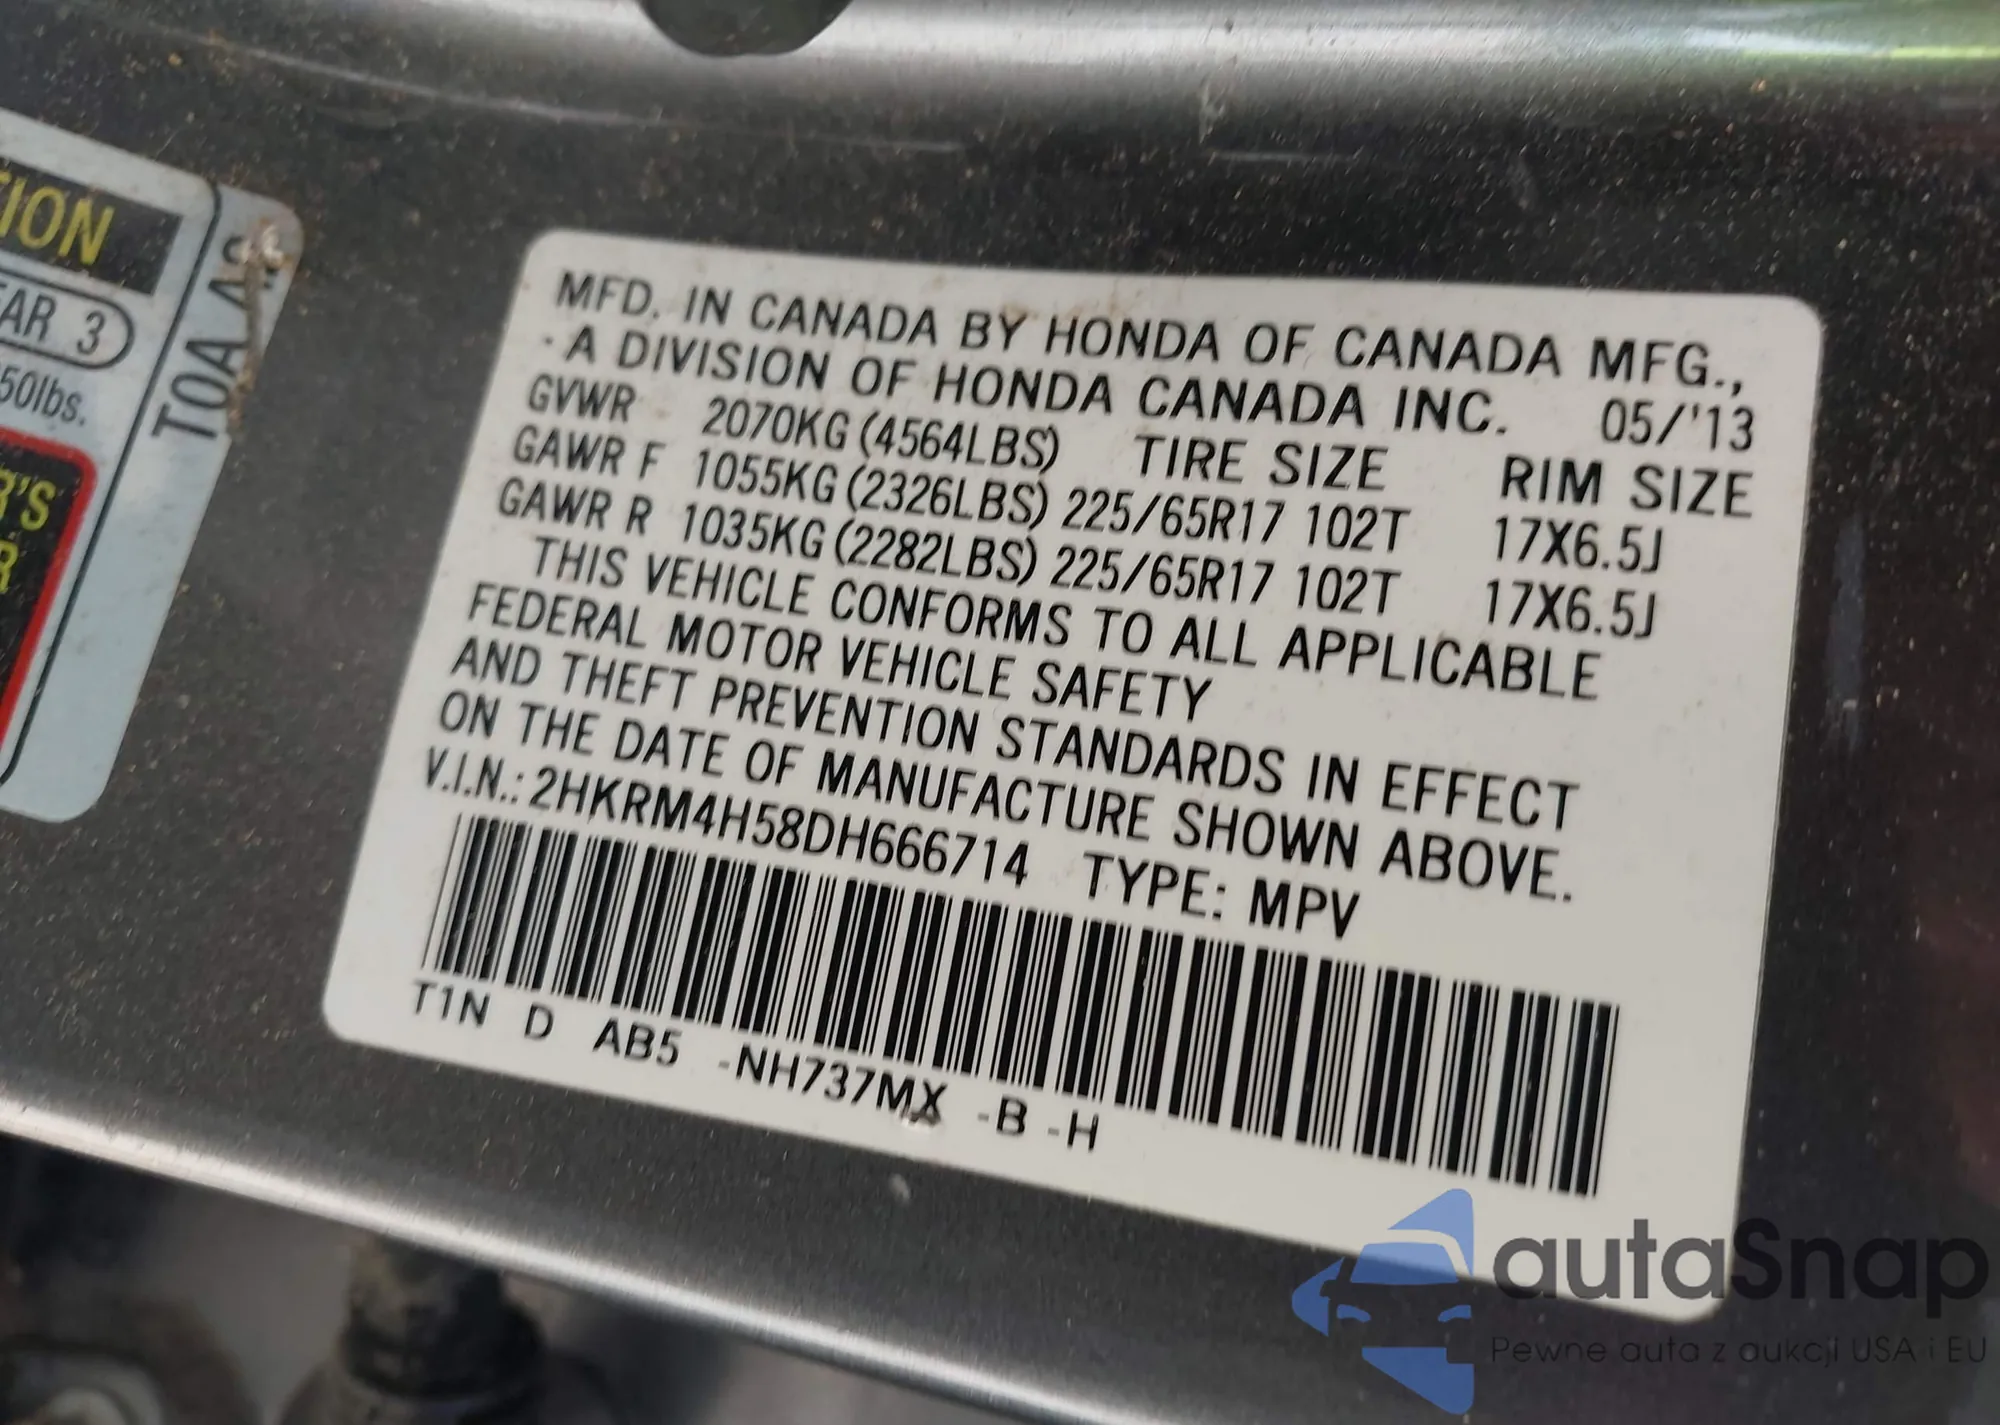 TION
EAR 3
50lbs.
R'S
R
T0A A2
MFD. IN CANADA BY HONDA OF CANADA MFG.,
A DIVISION OF HONDA CANADA INC. 05/'13
GVWR 2070KG (4564LBS) TIRE SIZE RIM SIZE
GAWR F 1055KG (2326LBS) 225/65R17 102T 17X6.5J
GAWR R 1035KG (2282LBS) 225/65R17 102T 17X6.5J
THIS VEHICLE CONFORMS TO ALL APPLICABLE
FEDERAL MOTOR VEHICLE SAFETY
AND THEFT PREVENTION STANDARDS IN EFFECT
ON THE DATE OF MANUFACTURE SHOWN ABOVE.
V.I.N.: 2HKRM4H58DH666714 TYPE: MPV
T1N D AB5 -NH737MX -B -H
autaSnap
Pewne auta z aukcji USA i EU